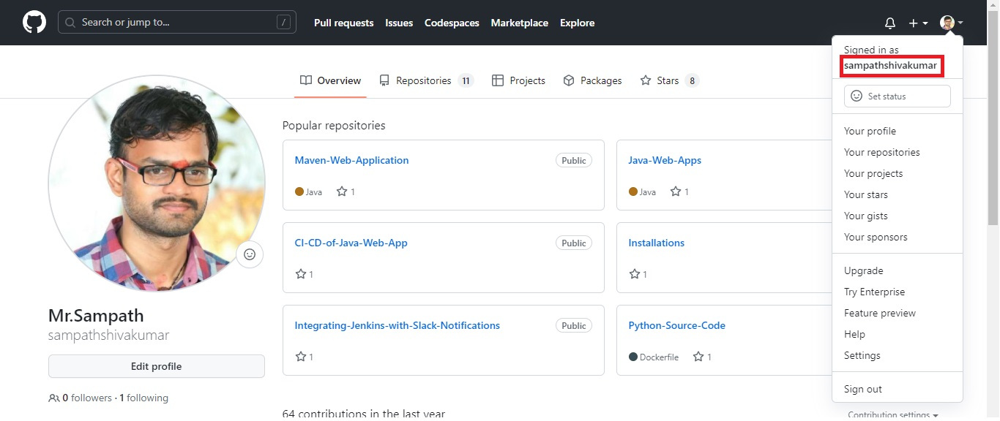 Search or jump to...
/
Pull requests Issues Codespaces Marketplace Explore
Signed in as
sampathshivakumar
Set status
Your profile
Your repositories
Your projects
Your stars
Your gists
Your sponsors
Upgrade
Try Enterprise
Feature preview
Help
Settings
Sign out
Overview Repositories 11 Projects Packages Stars 8
Mr.Sampath
sampathshivakumar
Edit profile
0 followers · 1 following
Popular repositories
Maven-Web-Application Public
Java 1
Java-Web-Apps
Java 1
CI-CD-of-Java-Web-App Public
1
Installations
1
Integrating-Jenkins-with-Slack-Notifications Public
1
Python-Source-Code
Dockerfile 1
64 contributions in the last year
Contribution settings